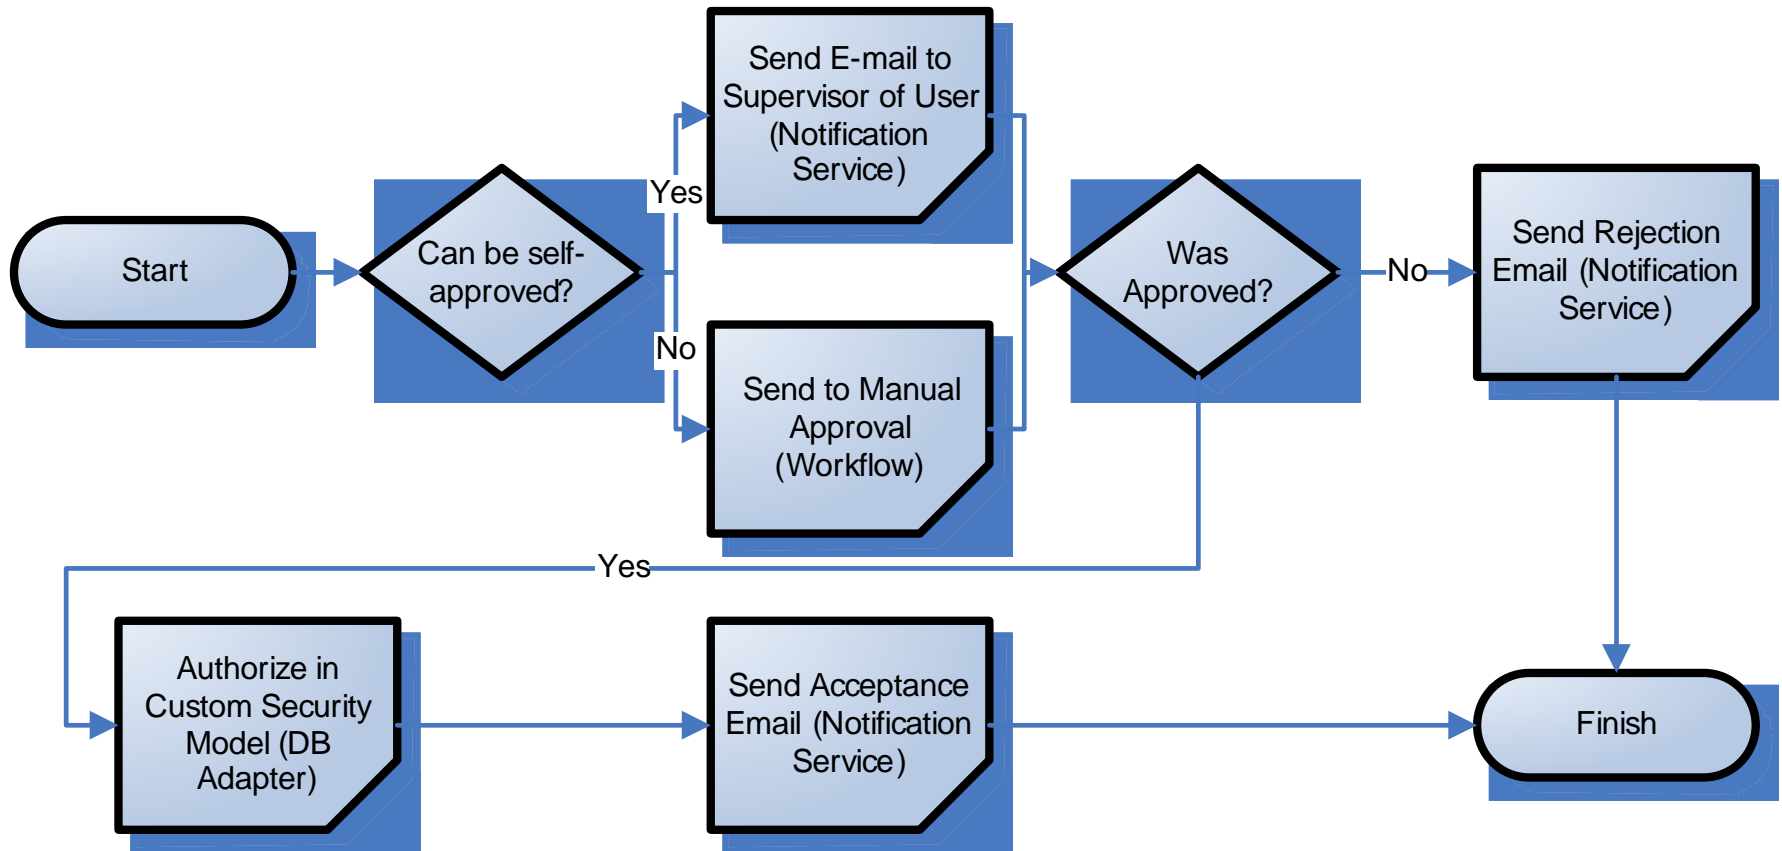 Start
Can be self-
approved?
Yes
No
Send E-mail to
Supervisor of User
(Notification
Service)
Send to Manual
Approval
(Workflow)
Was
Approved?
No
Send Rejection
Email (Notification
Service)
Yes
Authorize in
Custom Security
Model (DB
Adapter)
Send Acceptance
Email (Notification
Service)
Finish